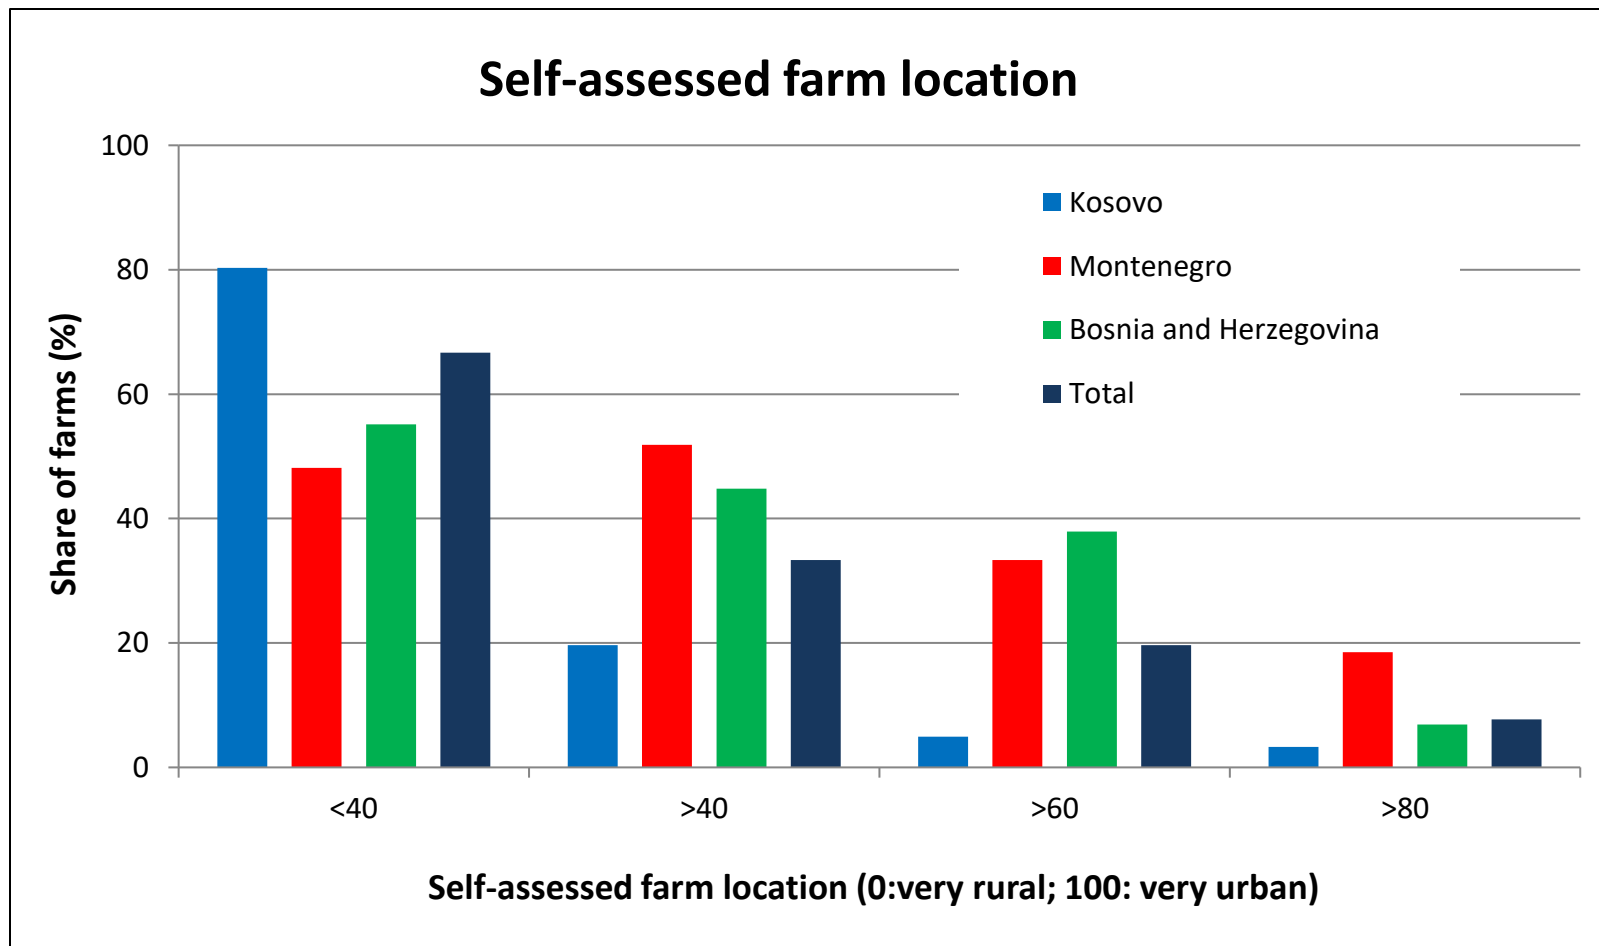 Self-assessed farm location
100
80
60
40
20
0
Share of farms (%)
Kosovo
Montenegro
Bosnia and Herzegovina
Total
<40
>40
>60
>80
Self-assessed farm location (0:very rural; 100: very urban)